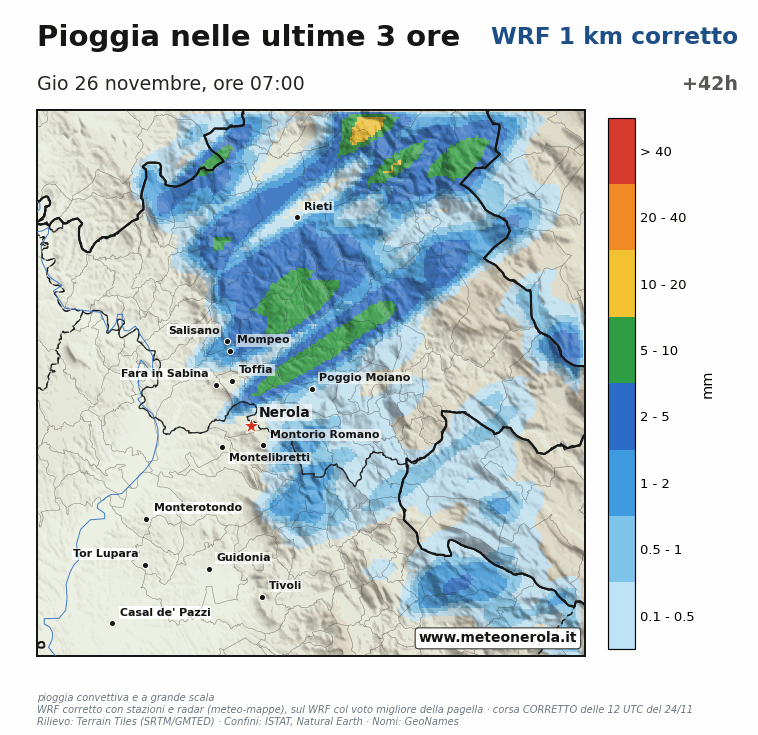 Pioggia nelle ultime 3 ore WRF 1 km corretto
Gio 26 novembre, ore 07:00 +42h
Rieti
Salisano
Mompeo
Toffia
Fara in Sabina
Poggio Moiano
Nerola
Montorio Romano
Montelibretti
Monterotondo
Tor Lupara
Guidonia
Tivoli
Casal de' Pazzi
www.meteonerola.it
> 40
20 - 40
10 - 20
5 - 10
2 - 5
1 - 2
0.5 - 1
0.1 - 0.5
mm
pioggia convettiva e a grande scala
WRF corretto con stazioni e radar (meteo-mappe), sul WRF col voto migliore della pagella · corsa CORRETTO delle 12 UTC del 24/11
Rilievo: Terrain Tiles (SRTM/GMTED) · Confini: ISTAT, Natural Earth · Nomi: GeoNames